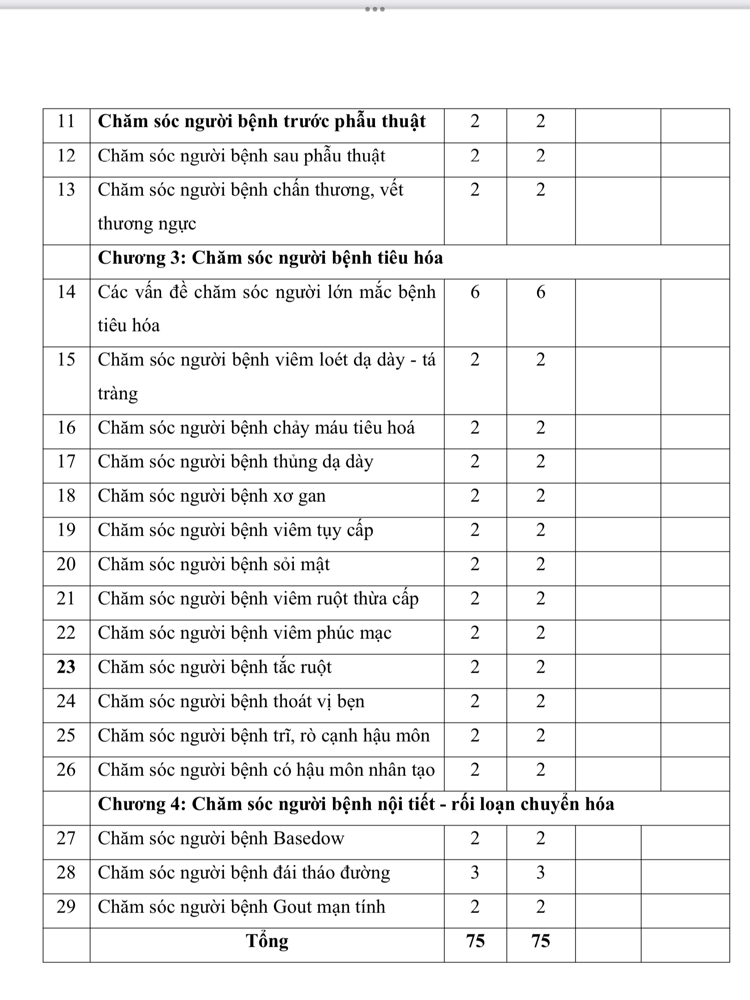 11 Chăm sóc người bệnh trước phẫu thuật 2 2
12 Chăm sóc người bệnh sau phẫu thuật 2 2
13 Chăm sóc người bệnh chấn thương, vết 2 2
thương ngực
Chương 3: Chăm sóc người bệnh tiêu hóa
14 Các vấn đề chăm sóc người lớn mắc bệnh 6 6
tiêu hóa
15 Chăm sóc người bệnh viêm loét dạ dày - tá 2 2
tràng
16 Chăm sóc người bệnh chảy máu tiêu hoá 2 2
17 Chăm sóc người bệnh thủng dạ dày 2 2
18 Chăm sóc người bệnh xơ gan 2 2
19 Chăm sóc người bệnh viêm tụy cấp 2 2
20 Chăm sóc người bệnh sỏi mật 2 2
21 Chăm sóc người bệnh viêm ruột thừa cấp 2 2
22 Chăm sóc người bệnh viêm phúc mạc 2 2
23 Chăm sóc người bệnh tắc ruột 2 2
24 Chăm sóc người bệnh thoát vị bẹn 2 2
25 Chăm sóc người bệnh trĩ, rò cạnh hậu môn 2 2
26 Chăm sóc người bệnh có hậu môn nhân tạo 2 2
Chương 4: Chăm sóc người bệnh nội tiết - rối loạn chuyển hóa
27 Chăm sóc người bệnh Basedow 2 2
28 Chăm sóc người bệnh đái tháo đường 3 3
29 Chăm sóc người bệnh Gout mạn tính 2 2
Tổng 75 75